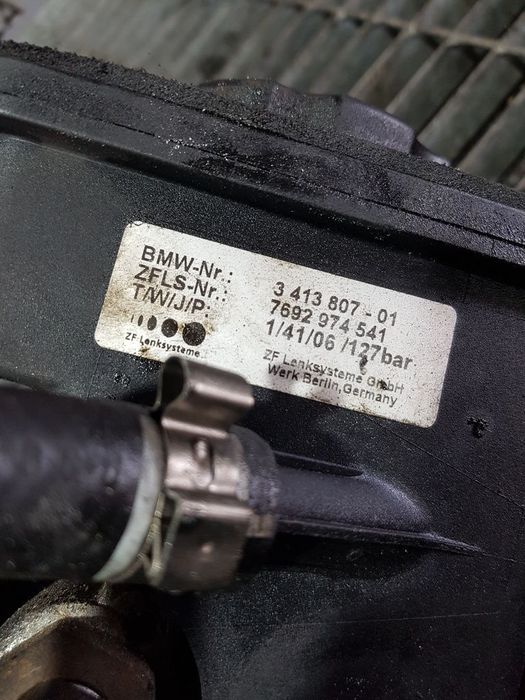 BMW-Nr.: 3 413 807 - 01
ZFLS-Nr.: 7692 974 541
T/W/J/P: 1/41/06 /127bar
ZF Lenksysteme
ZF Lenksysteme GmbH
Werk Berlin, Germany